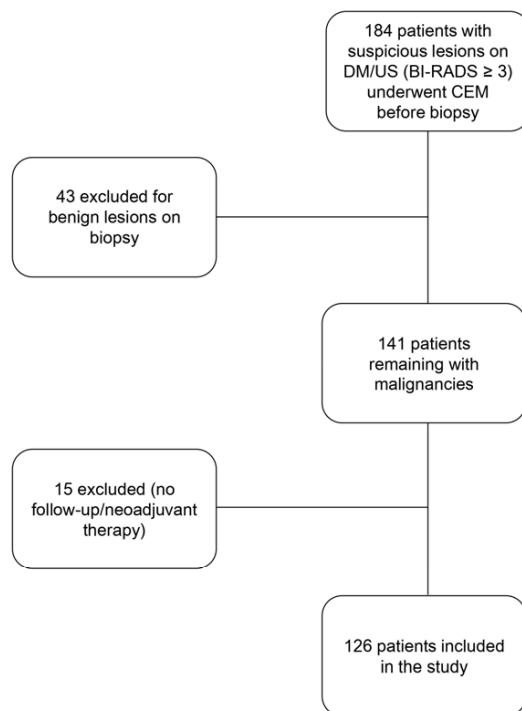 184 patients with
suspicious lesions on
DM/US (BI-RADS ≥ 3)
underwent CEM
before biopsy
43 excluded for
benign lesions on
biopsy
141 patients
remaining with
malignancies
15 excluded (no
follow-up/neoadjuvant
therapy)
126 patients included
in the study